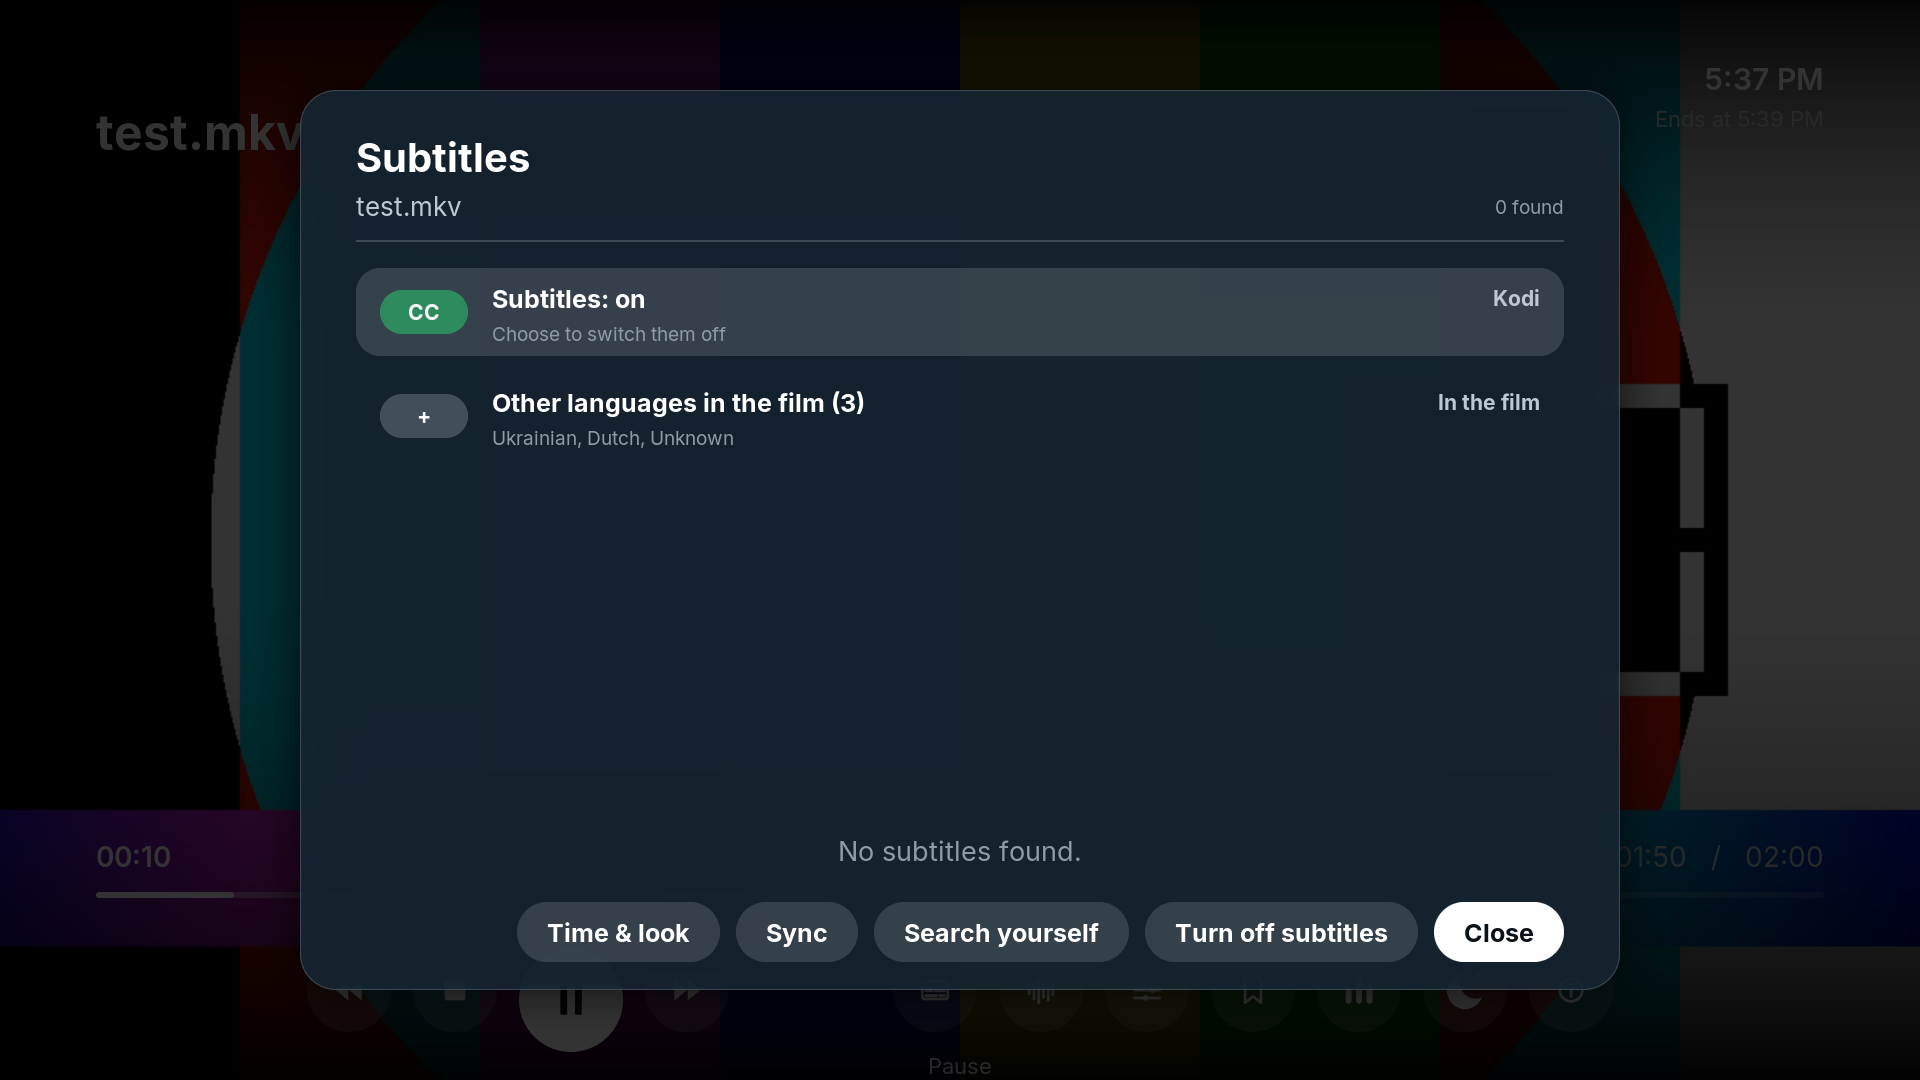 5:37 PM
Ends at 5:39 PM
test.mkv
Subtitles
test.mkv
0 found
CC
Subtitles: on
Kodi
Choose to switch them off
+
Other languages in the film (3)
In the film
Ukrainian, Dutch, Unknown
No subtitles found.
00:10
01:50 / 02:00
Time & look
Sync
Search yourself
Turn off subtitles
Close
Pause